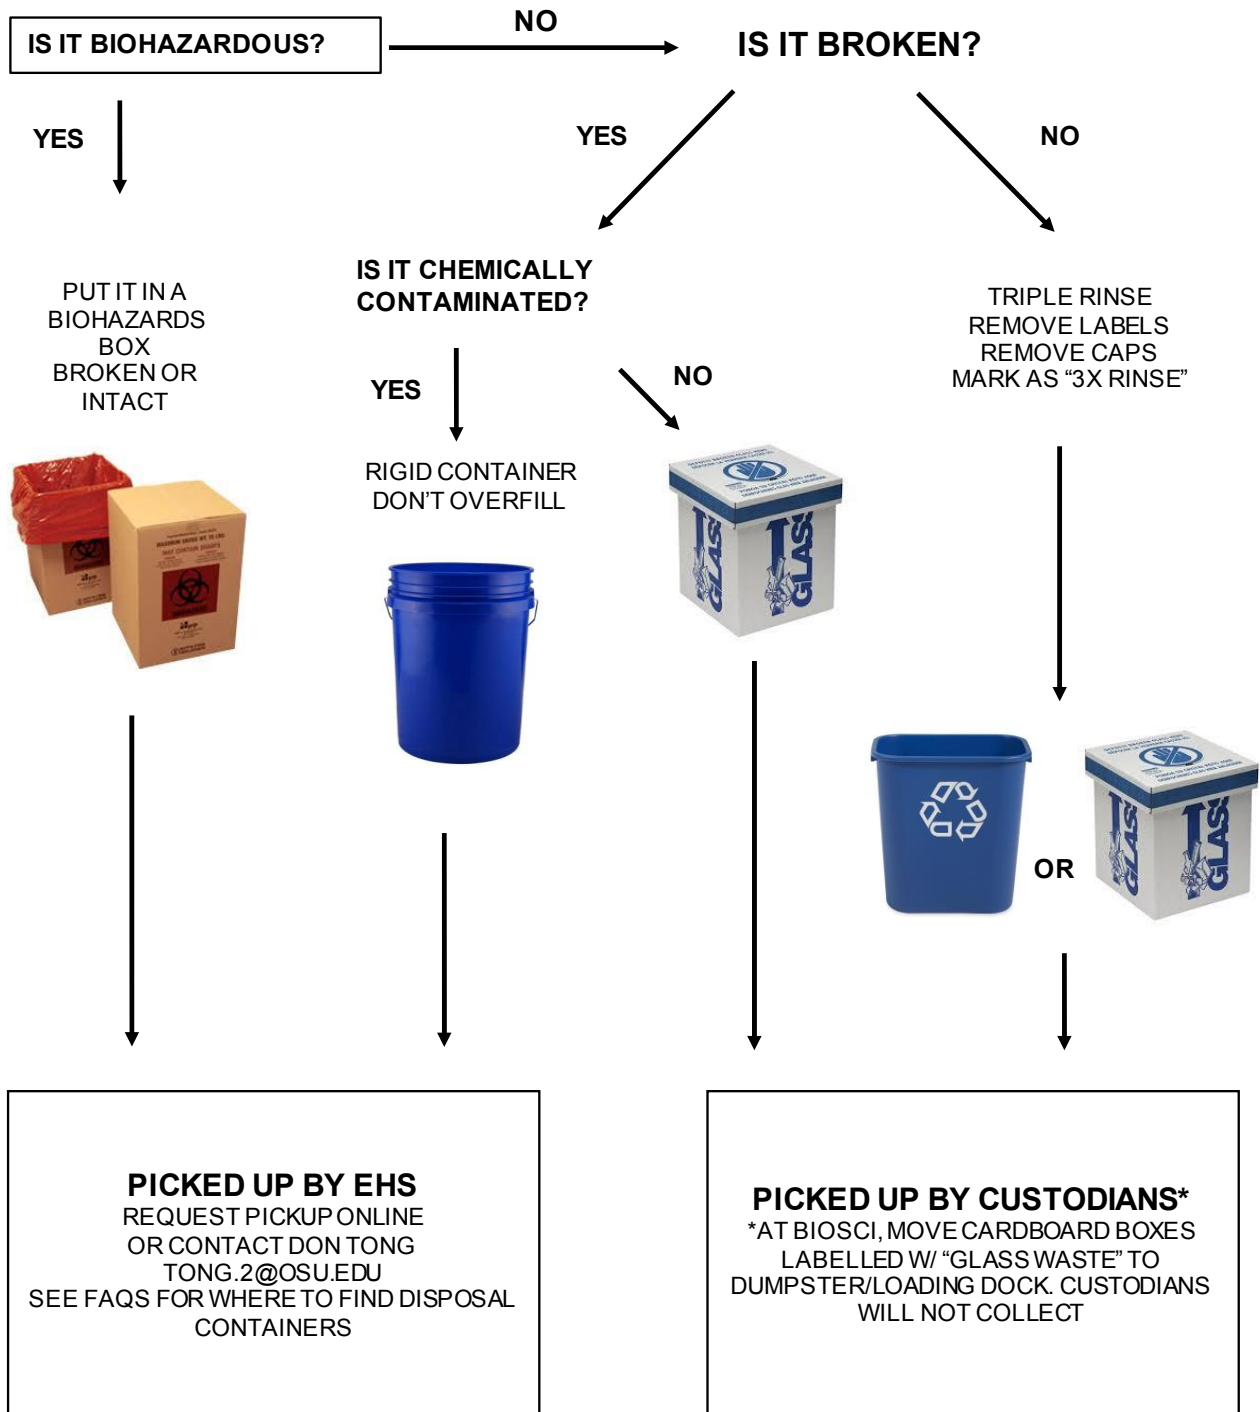 IS IT BIOHAZARDOUS?
NO
IS IT BROKEN?
YES
YES
NO
PUT IT IN A
BIOHAZARDS
BOX
BROKEN OR
INTACT
IS IT CHEMICALLY
CONTAMINATED?
TRIPLE RINSE
REMOVE LABELS
REMOVE CAPS
MARK AS “3X RINSE”
YES
NO
RIGID CONTAINER
DON’T OVERFILL
GLASS
GLASS
OR
GLASS
GLASS
PICKED UP BY EHS
REQUEST PICKUP ONLINE
OR CONTACT DON TONG
TONG.2@OSU.EDU
SEE FAQS FOR WHERE TO FIND DISPOSAL
CONTAINERS
PICKED UP BY CUSTODIANS*
*AT BIOSCI, MOVE CARDBOARD BOXES
LABELLED W/ “GLASS WASTE” TO
DUMPSTER/LOADING DOCK. CUSTODIANS
WILL NOT COLLECT